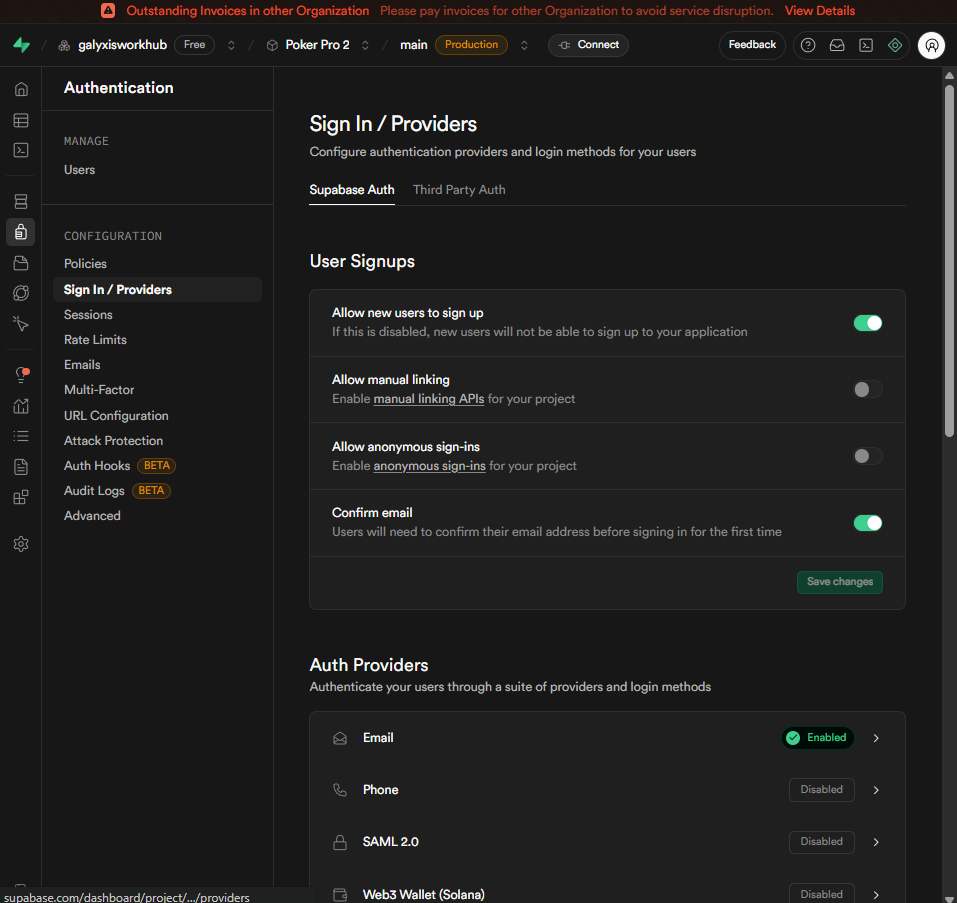 Outstanding Invoices in other Organization Please pay invoices for other Organization to avoid service disruption. View Details
galyxisworkhub Free Poker Pro 2 main Production Connect Feedback
Authentication
MANAGE
Users
CONFIGURATION
Policies
Sign In / Providers
Sessions
Rate Limits
Emails
Multi-Factor
URL Configuration
Attack Protection
Auth Hooks BETA
Audit Logs BETA
Advanced
Sign In / Providers
Configure authentication providers and login methods for your users
Supabase Auth Third Party Auth
User Signups
Allow new users to sign up
If this is disabled, new users will not be able to sign up to your application
Allow manual linking
Enable manual linking APIs for your project
Allow anonymous sign-ins
Enable anonymous sign-ins for your project
Confirm email
Users will need to confirm their email address before signing in for the first time
Save changes
Auth Providers
Authenticate your users through a suite of providers and login methods
Email Enabled
Phone Disabled
SAML 2.0 Disabled
Web3 Wallet (Solana) Disabled
supabase.com/dashboard/project/.../providers